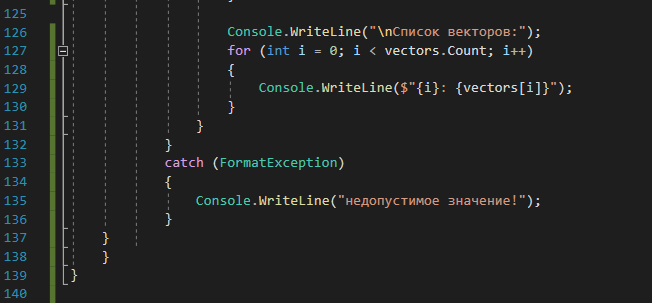 125
126 Console.WriteLine("\nСписок векторов:");
127 for (int i = 0; i < vectors.Count; i++)
128 {
129 Console.WriteLine($"{i}: {vectors[i]}");
130 }
131 }
132 }
133 catch (FormatException)
134 {
135 Console.WriteLine("недопустимое значение!");
136 }
137 }
138 }
139 }
140